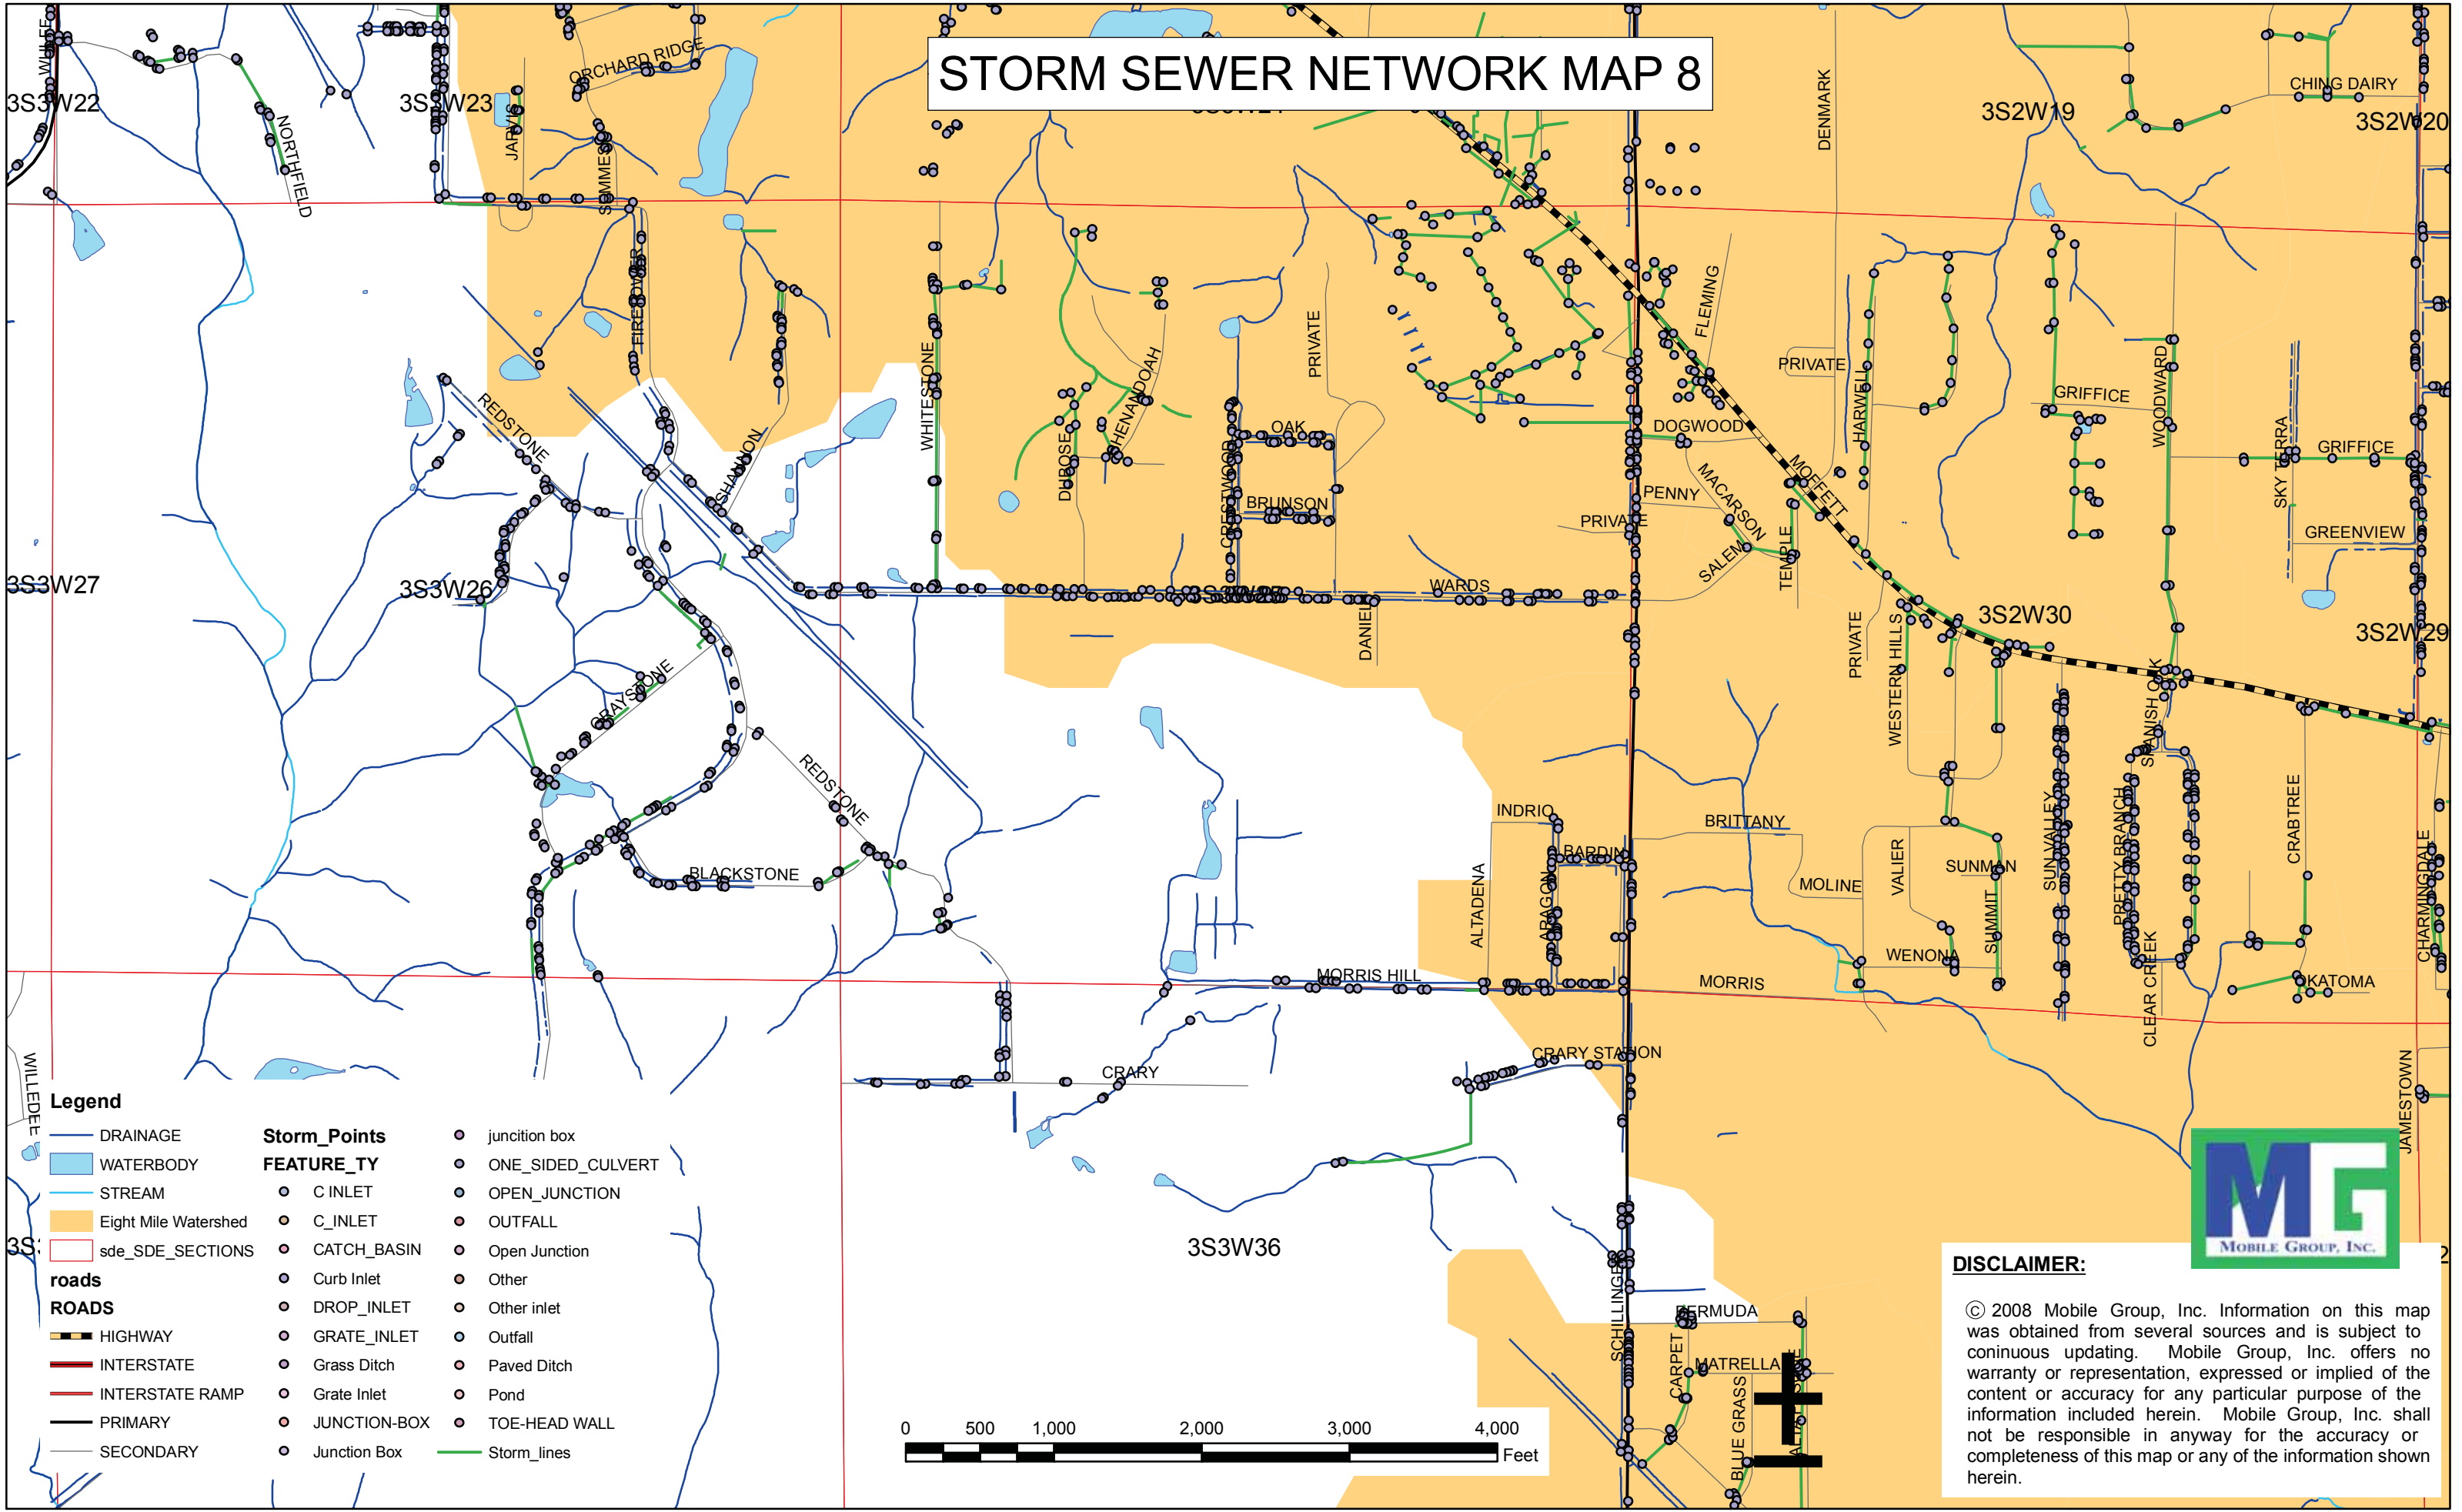 STORM SEWER NETWORK MAP 8
WILEE
ORCHARD RIDGE
DENMARK
CHING DAIRY
3S3W22
3S3W23
3S2W19
3S2W20
NORTHFIELD
JARVIS
FLEMING
PRIVATE
PRIVATE
WHITESTONE
SHENANDOAH
HARWELL
GRIFFICE
WOODWARD
REDSTONE
SHANNON
DUBOSE
OAK
DOGWOOD
MOFFETT
SKY TERRA
GRIFFICE
CRESTWOOD
BRUNSON
PENNY
MACARSON
PRIVATE
GREENVIEW
3S3W27
3S3W26
WARDS
SALEM
TEMPLE
3S2W30
3S2W29
DANIEL
PRIVATE
WESTERN HILLS
GRAYSTONE
SPANISH OAK
REDSTONE
INDRIO
BRITTANY
SUN VALLEY
PRETTY BRANCH
CRABTREE
CHARMINGDALE
BLACKSTONE
BARDIN
ALTADENA
ARAGON
MOLINE
VALIER
SUNMAN
SUMMIT
WENONA
CLEAR CREEK
MORRIS HILL
MORRIS
KATOMA
CRARY STATION
CRARY
JAMESTOWN
3S3W36
SCHILLINGER
BERMUDA
CARPET
MATRELLA
BLUE GRASS
Legend
DRAINAGE
WATERBODY
STREAM
Eight Mile Watershed
sde_SDE_SECTIONS
roads
ROADS
HIGHWAY
INTERSTATE
INTERSTATE RAMP
PRIMARY
SECONDARY
Storm_Points
FEATURE_TY
C INLET
C_INLET
CATCH_BASIN
Curb Inlet
DROP_INLET
GRATE_INLET
Grass Ditch
Grate Inlet
JUNCTION-BOX
Junction Box
juncition box
ONE_SIDED_CULVERT
OPEN_JUNCTION
OUTFALL
Open Junction
Other
Other inlet
Outfall
Paved Ditch
Pond
TOE-HEAD WALL
Storm_lines
0 500 1,000 2,000 3,000 4,000
Feet
MG
MOBILE GROUP, INC.
DISCLAIMER:
© 2008 Mobile Group, Inc. Information on this map
was obtained from several sources and is subject to
coninuous updating. Mobile Group, Inc. offers no
warranty or representation, expressed or implied of the
content or accuracy for any particular purpose of the
information included herein. Mobile Group, Inc. shall
not be responsible in anyway for the accuracy or
completeness of this map or any of the information shown
herein.